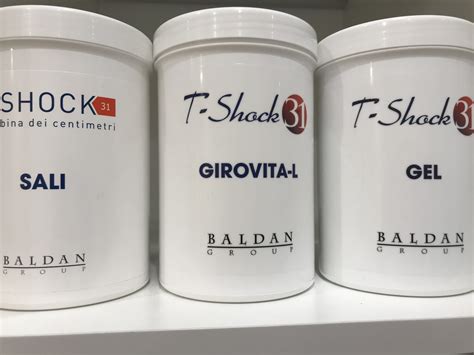 SHOCK 31
bina dei centimetri
SALI
BALDAN
GROUP
T-Shock 31
GIROVITA-L
BALDAN
GROUP
T-Shock 31
GEL
BALDAN
GROUP